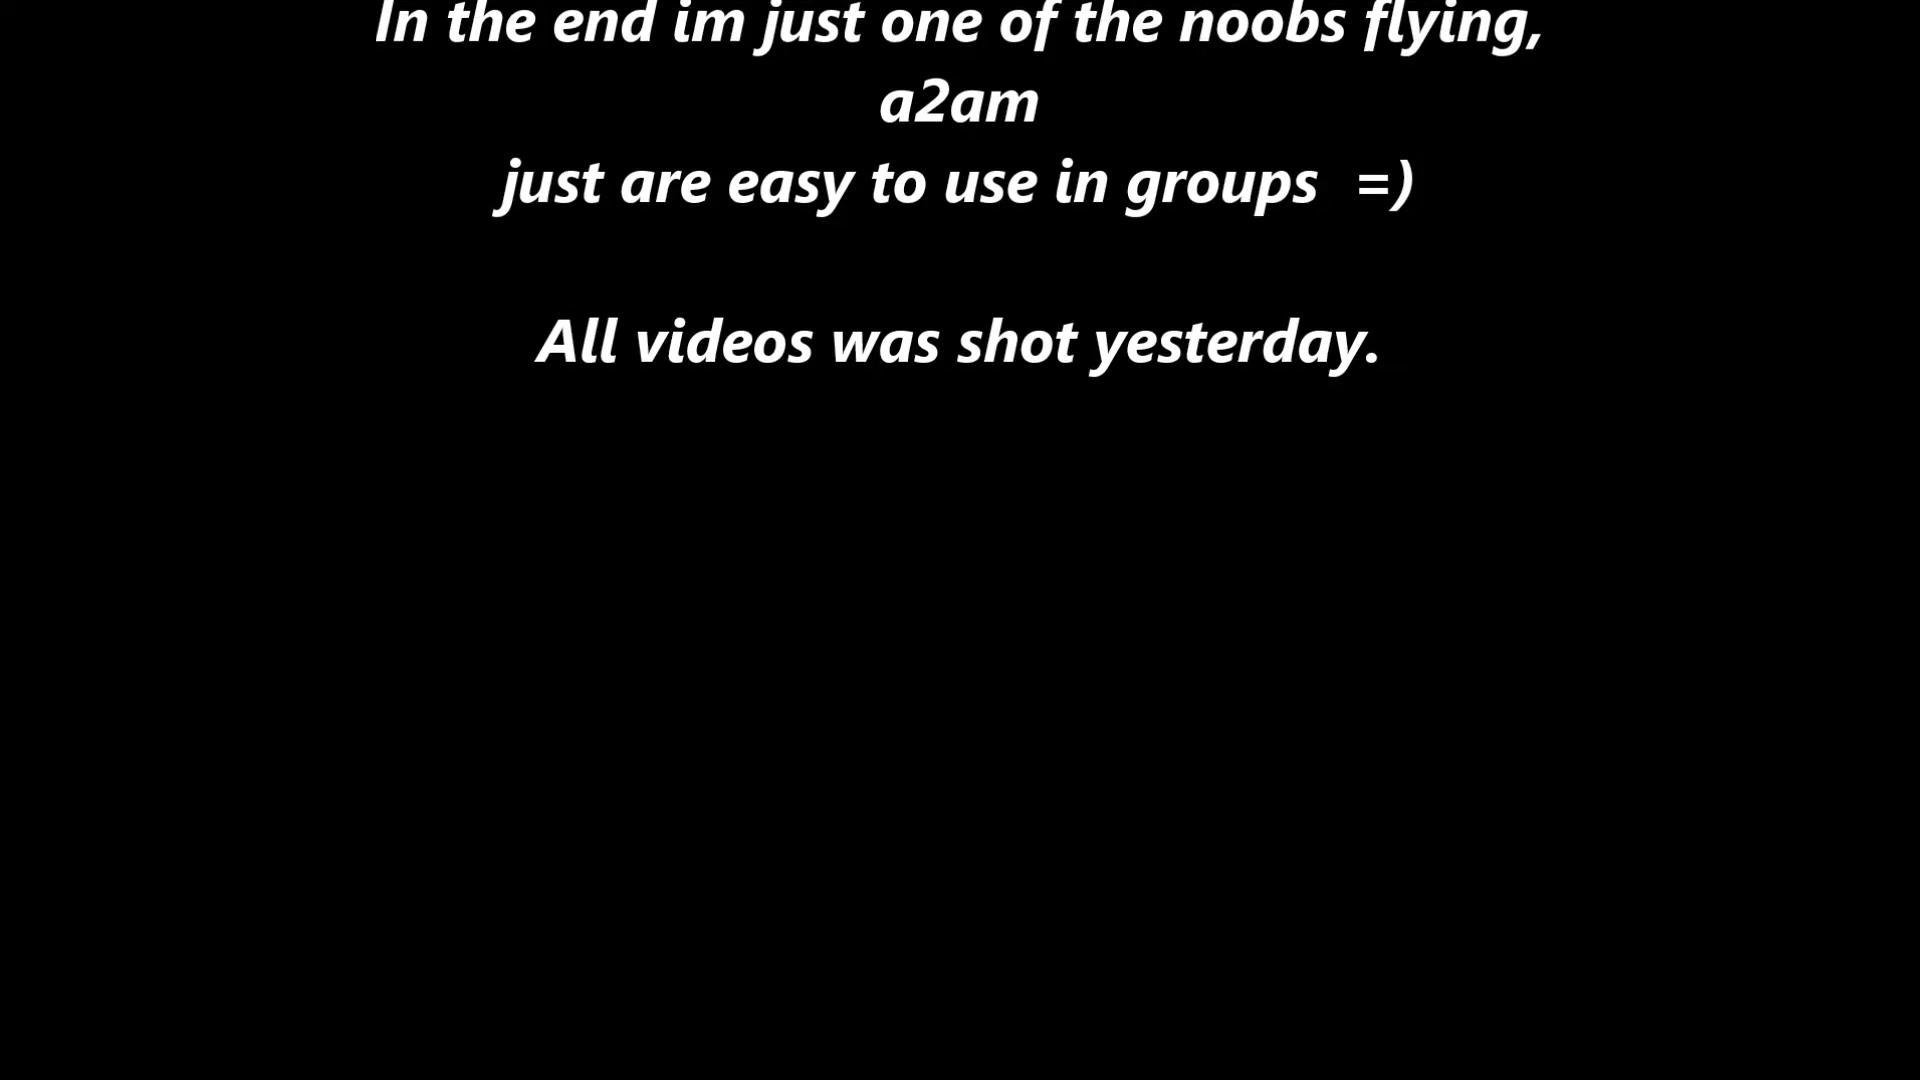 In the end im just one of the noobs flying,
a2am
just are easy to use in groups  =)
All videos was shot yesterday.